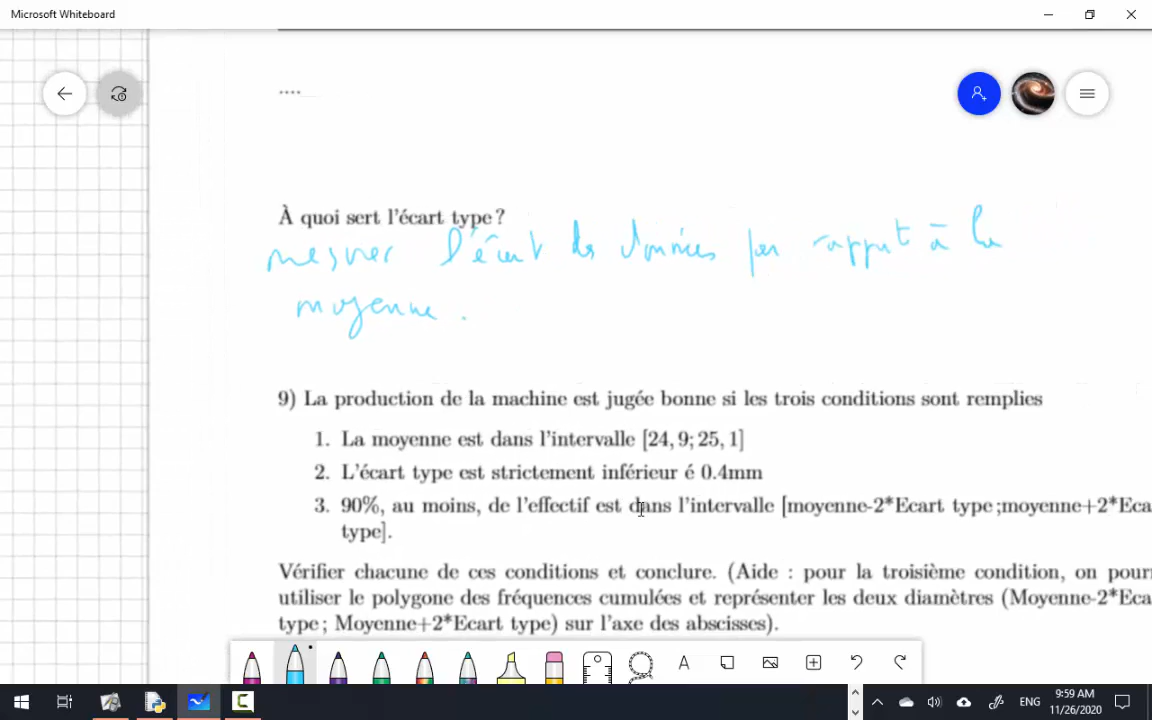 Microsoft Whiteboard
....
À quoi sert l'écart type ?
mesurer l'écart des données par rapport à la
moyenne.
9) La production de la machine est jugée bonne si les trois conditions sont remplies
1. La moyenne est dans l'intervalle [24, 9; 25, 1]
2. L'écart type est strictement inférieur é 0.4mm
3. 90%, au moins, de l'effectif est dans l'intervalle [moyenne-2*Ecart type ;moyenne+2*Eca
type].
Vérifier chacune de ces conditions et conclure. (Aide : pour la troisième condition, on pour
utiliser le polygone des fréquences cumulées et représenter les deux diamètres (Moyenne-2*Eca
type ; Moyenne+2*Ecart type) sur l'axe des abscisses).
A
ENG
9:59 AM
11/26/2020